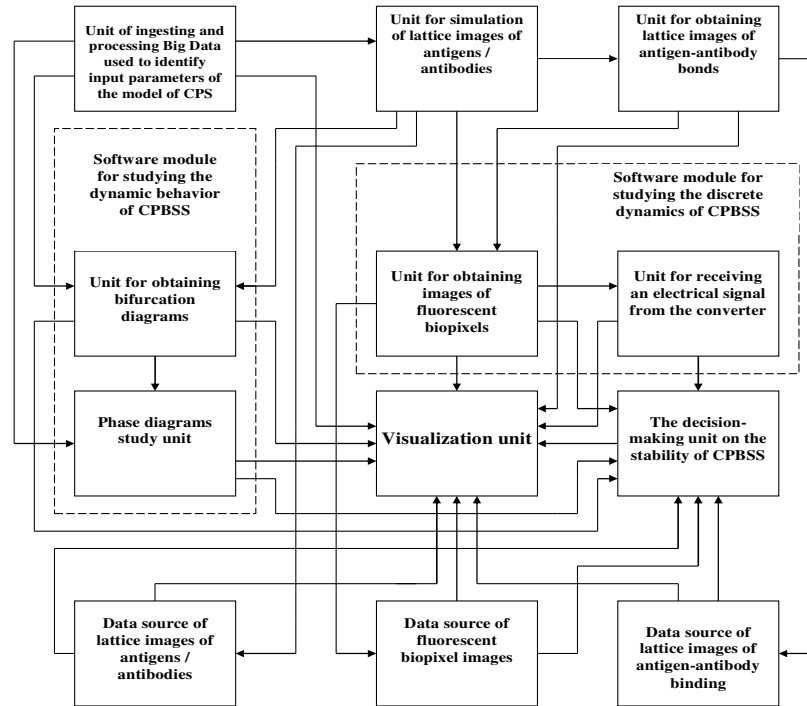 Unit of ingesting and
processing Big Data
used to identify
input parameters of
the model of CPS
Unit for simulation
of lattice images of
antigens /
antibodies
Unit for obtaining
lattice images of
antigen-antibody
bonds
Software module
for studying the
dynamic behavior
of CPBSS
Software module for
studying the discrete
dynamics of CPBSS
Unit for obtaining
bifurcation
diagrams
Unit for obtaining
images of
fluorescent
biopixels
Unit for receiving
an electrical signal
from the converter
Phase diagrams
study unit
Visualization unit
The decision-
making unit on the
stability of CPBSS
Data source of
lattice images of
antigens /
antibodies
Data source of
fluorescent
biopixel images
Data source of
lattice images of
antigen-antibody
binding